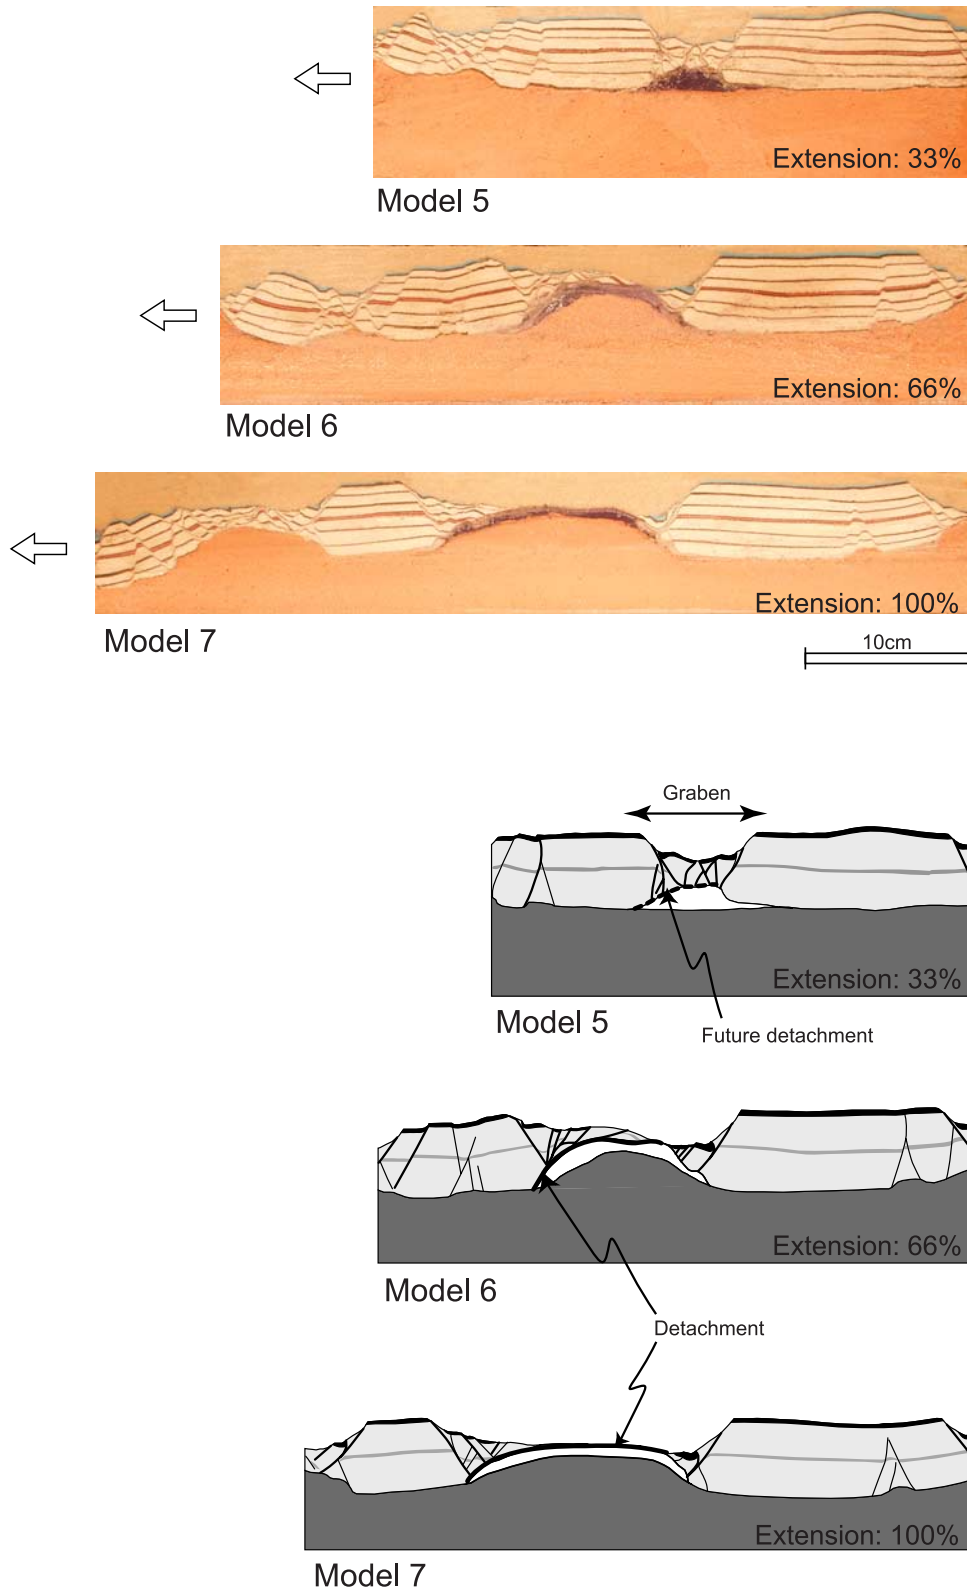 Extension: 33%
Model 5
Extension: 66%
Model 6
Extension: 100%
Model 7
10cm
Graben
Extension: 33%
Model 5
Future detachment
Extension: 66%
Model 6
Detachment
Extension: 100%
Model 7